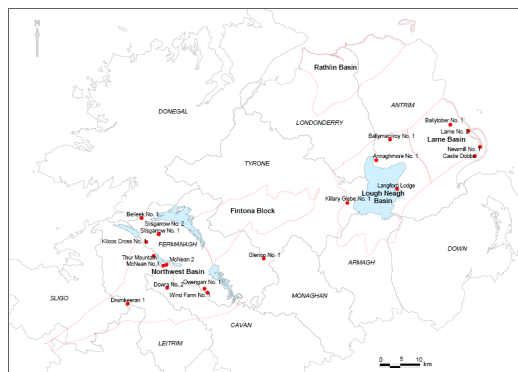 N
Rathlin Basin
ANTRIM
DONEGAL
LONDONDERRY
Ballytober No. 1
Larne No. 2
Ballymacilroy No. 1
Larne Basin
Newmill No. 1
Castle Dobbs
Annaghmore No. 1
TYRONE
Langford Lodge
Lough Neagh
Basin
Killary Glebe No. 1
Fintona Block
Belleek No. 1
Slisgarrow No. 2
Slisgarrow No. 1
Kilcoo Cross No. 1
FERMANAGH
DOWN
Thur Mountain
McNean 2
McNean No. 1
Glenoo No. 1
ARMAGH
Northwest Basin
Dowra No. 2
Owengarr No. 1
Wind Farm No. 1
MONAGHAN
SLIGO
Drumkeeran 1
CAVAN
LEITRIM
0 5 10
km